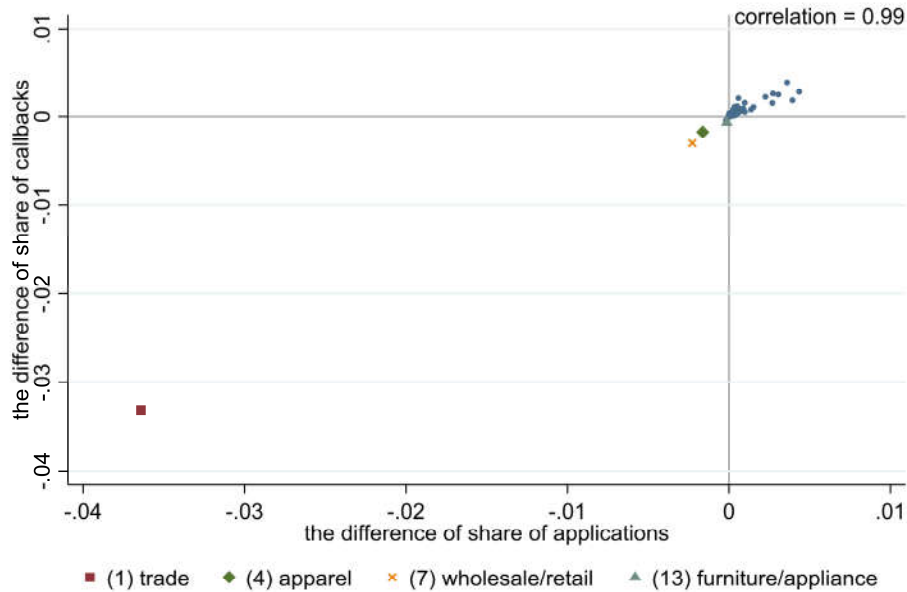 correlation = 0.99
the difference of share of callbacks
.01
0
-.01
-.02
-.03
-.04
-.04 -.03 -.02 -.01 0 .01
the difference of share of applications
(1) trade (4) apparel (7) wholesale/retail (13) furniture/appliance